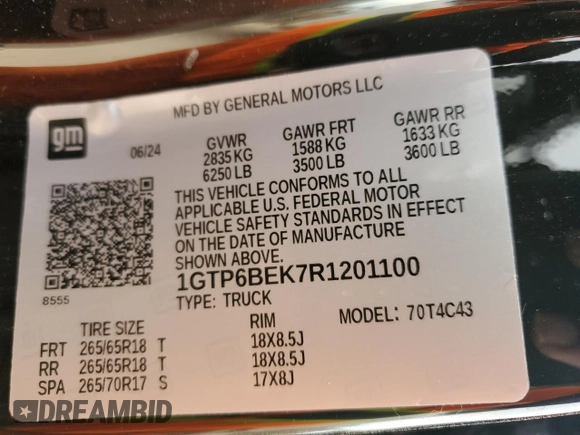 MFD BY GENERAL MOTORS LLC
gm
06/24
GVWR GAWR FRT GAWR RR
2835 KG 1588 KG 1633 KG
6250 LB 3500 LB 3600 LB
THIS VEHICLE CONFORMS TO ALL
APPLICABLE U.S. FEDERAL MOTOR
VEHICLE SAFETY STANDARDS IN EFFECT
ON THE DATE OF MANUFACTURE
SHOWN ABOVE.
1GTP6BEK7R1201100
8555
TYPE: TRUCK MODEL: 70T4C43
TIRE SIZE RIM
FRT 265/65R18 T 18X8.5J
RR 265/65R18 T 18X8.5J
SPA 265/70R17 S 17X8J
DREAMBID